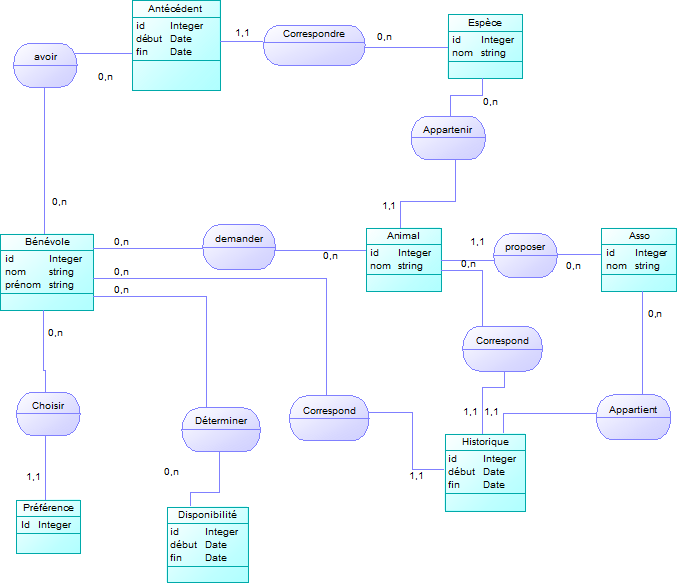 Antécédent
id Integer
début Date
fin Date
1,1
Correspondre
0,n
Espèce
id Integer
nom string
avoir
0,n
0,n
Appartenir
0,n
1,1
Bénévole
id Integer
nom string
prénom string
0,n
demander
0,n
Animal
id Integer
nom string
1,1
proposer
0,n
Asso
id Integer
nom string
0,n
0,n
0,n
0,n
0,n
Correspond
Choisir
Déterminer
Correspond
1,1
1,1
Appartient
1,1
0,n
1,1
Historique
id Integer
début Date
fin Date
Préférence
Id Integer
Disponibilité
id Integer
début Date
fin Date